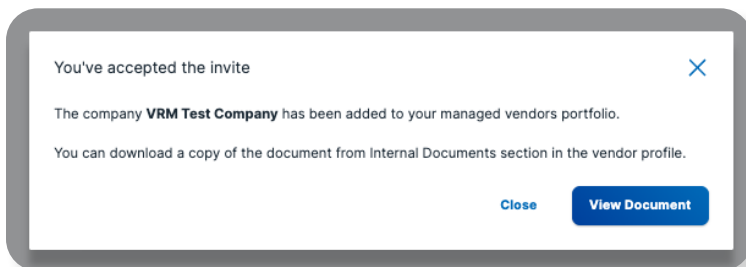 You've accepted the invite
The company VRM Test Company has been added to your managed vendors portfolio.
You can download a copy of the document from Internal Documents section in the vendor profile.
Close
View Document